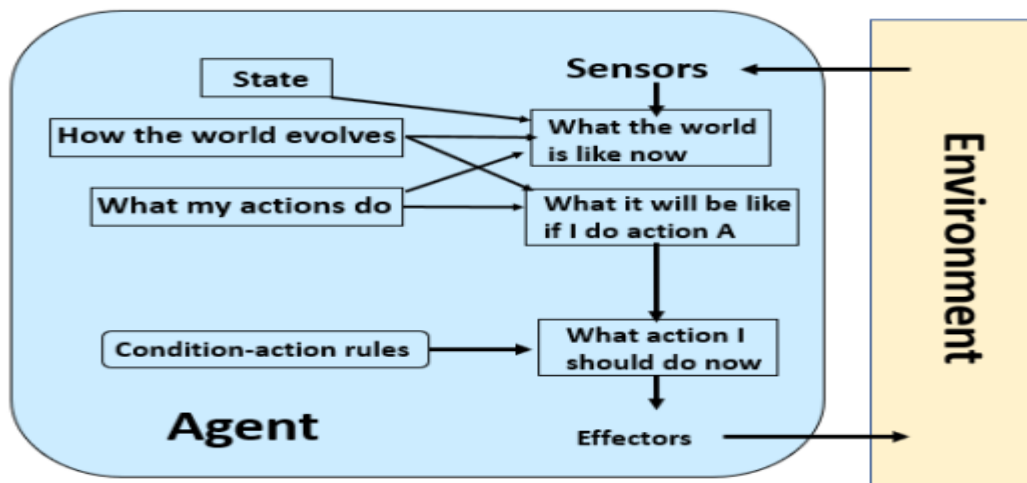 State
Sensors
How the world evolves
What the world
is like now
What my actions do
What it will be like
if I do action A
Condition-action rules
What action I
should do now
Agent
Effectors
Environment